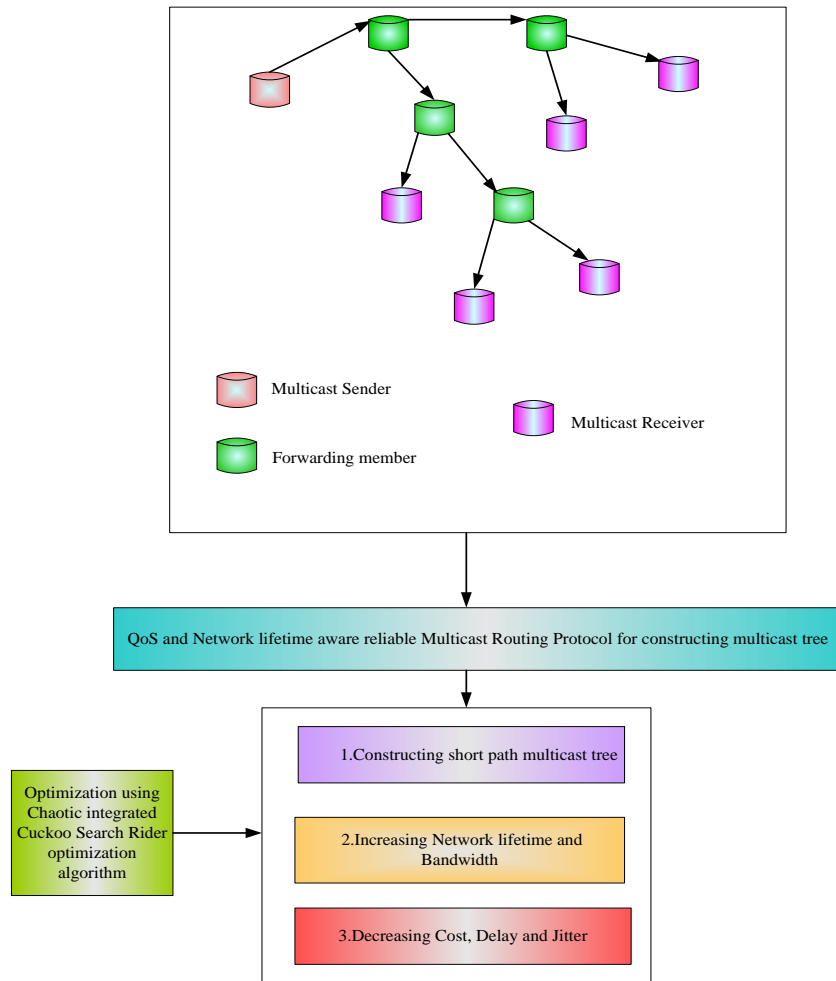 Multicast Sender
Multicast Receiver
Forwarding member
QoS and Network lifetime aware reliable Multicast Routing Protocol for constructing multicast tree
1.Constructing short path multicast tree
Optimization using
Chaotic integrated
Cuckoo Search Rider
optimization
algorithm
2.Increasing Network lifetime and
Bandwidth
3.Decreasing Cost, Delay and Jitter